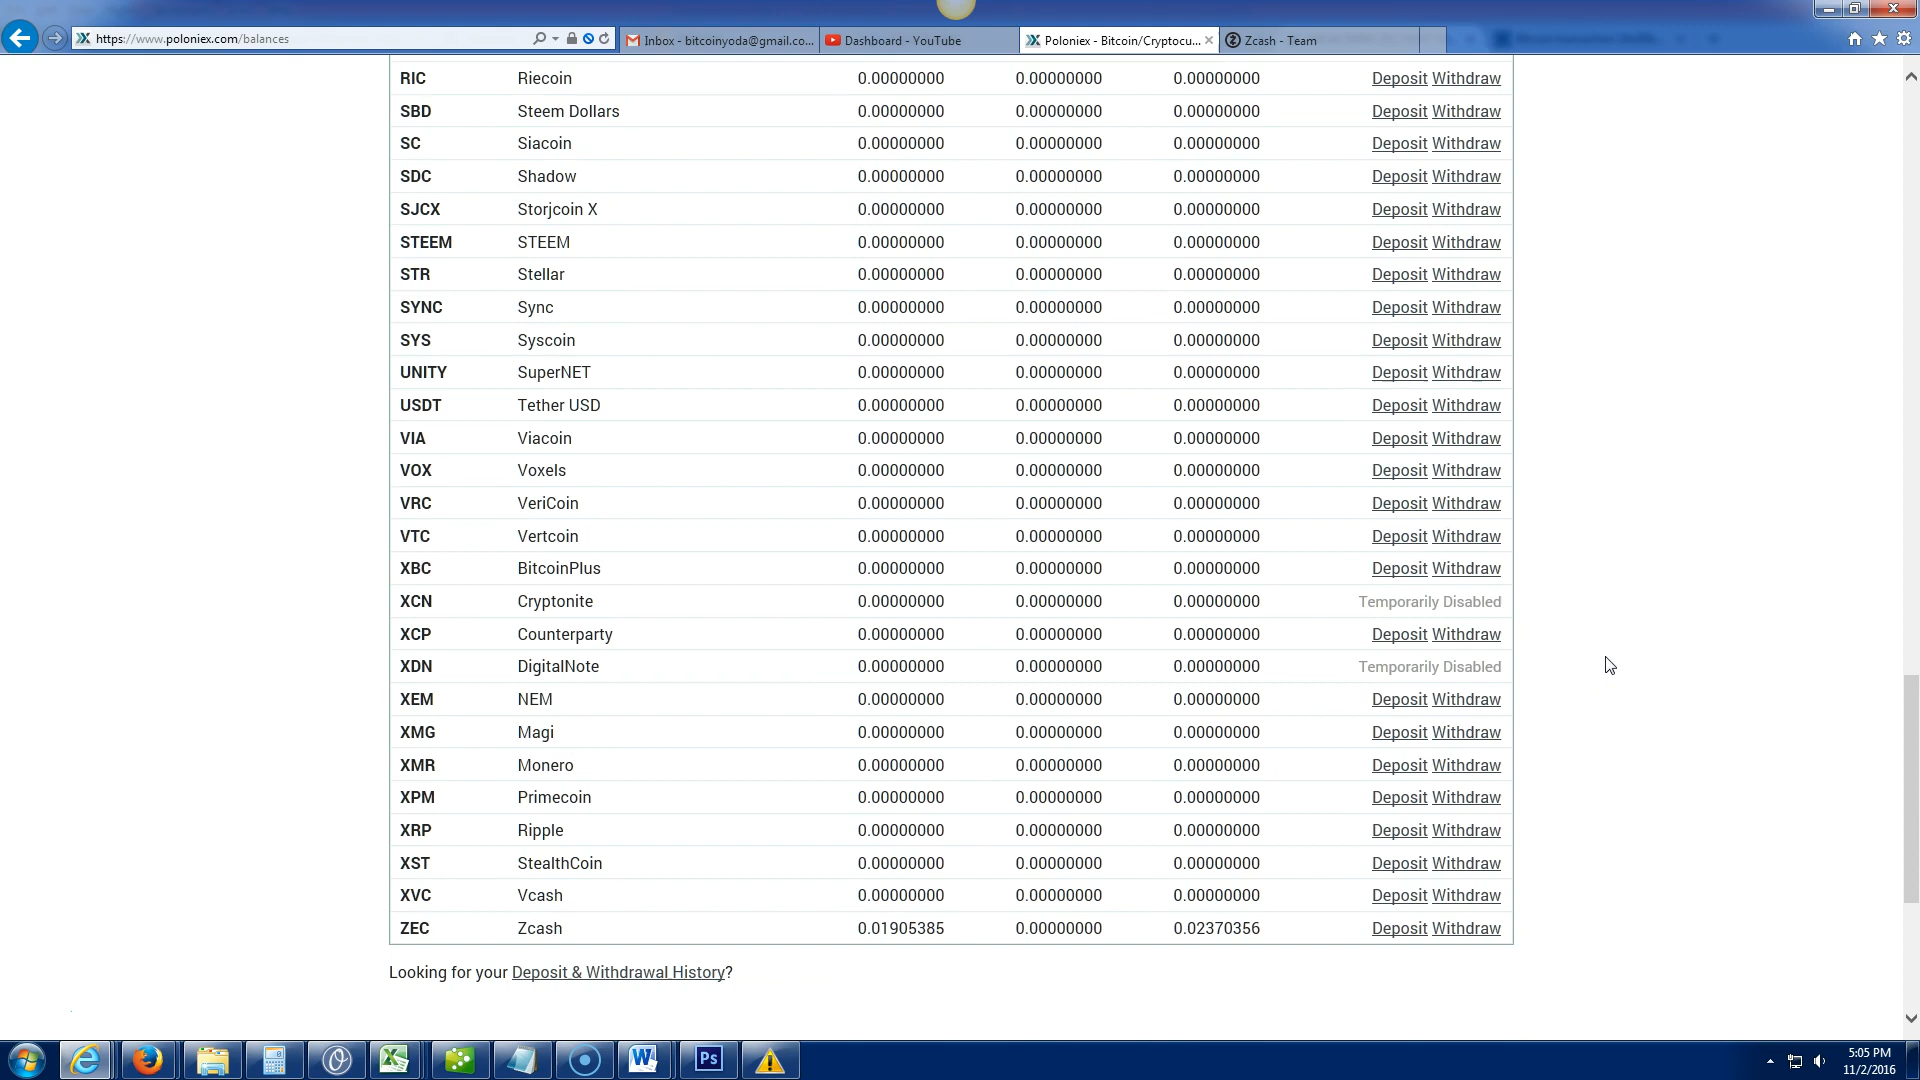 https://www.poloniex.com/balances
Inbox - bitcoinyoda@gmail.co...
Dashboard - YouTube
Poloniex - Bitcoin/Cryptocu...
Zcash - Team
RIC Riecoin 0.00000000 0.00000000 0.00000000 Deposit Withdraw
SBD Steem Dollars 0.00000000 0.00000000 0.00000000 Deposit Withdraw
SC Siacoin 0.00000000 0.00000000 0.00000000 Deposit Withdraw
SDC Shadow 0.00000000 0.00000000 0.00000000 Deposit Withdraw
SJCX Storjcoin X 0.00000000 0.00000000 0.00000000 Deposit Withdraw
STEEM STEEM 0.00000000 0.00000000 0.00000000 Deposit Withdraw
STR Stellar 0.00000000 0.00000000 0.00000000 Deposit Withdraw
SYNC Sync 0.00000000 0.00000000 0.00000000 Deposit Withdraw
SYS Syscoin 0.00000000 0.00000000 0.00000000 Deposit Withdraw
UNITY SuperNET 0.00000000 0.00000000 0.00000000 Deposit Withdraw
USDT Tether USD 0.00000000 0.00000000 0.00000000 Deposit Withdraw
VIA Viacoin 0.00000000 0.00000000 0.00000000 Deposit Withdraw
VOX Voxels 0.00000000 0.00000000 0.00000000 Deposit Withdraw
VRC VeriCoin 0.00000000 0.00000000 0.00000000 Deposit Withdraw
VTC Vertcoin 0.00000000 0.00000000 0.00000000 Deposit Withdraw
XBC BitcoinPlus 0.00000000 0.00000000 0.00000000 Deposit Withdraw
XCN Cryptonite 0.00000000 0.00000000 0.00000000 Temporarily Disabled
XCP Counterparty 0.00000000 0.00000000 0.00000000 Deposit Withdraw
XDN DigitalNote 0.00000000 0.00000000 0.00000000 Temporarily Disabled
XEM NEM 0.00000000 0.00000000 0.00000000 Deposit Withdraw
XMG Magi 0.00000000 0.00000000 0.00000000 Deposit Withdraw
XMR Monero 0.00000000 0.00000000 0.00000000 Deposit Withdraw
XPM Primecoin 0.00000000 0.00000000 0.00000000 Deposit Withdraw
XRP Ripple 0.00000000 0.00000000 0.00000000 Deposit Withdraw
XST StealthCoin 0.00000000 0.00000000 0.00000000 Deposit Withdraw
XVC Vcash 0.00000000 0.00000000 0.00000000 Deposit Withdraw
ZEC Zcash 0.01905385 0.00000000 0.02370356 Deposit Withdraw
Looking for your Deposit & Withdrawal History?
Ps
5:05 PM
11/2/2016